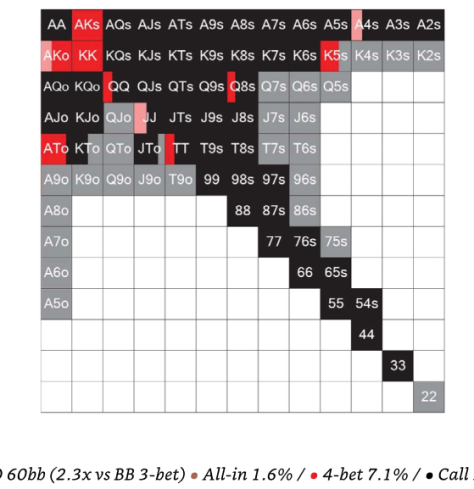 AA AKs AQs AJs ATs A9s A8s A7s A6s A5s A4s A3s A2s
AKo KK KQs KJs KTs K9s K8s K7s K6s K5s K4s K3s K2s
AQo KQo QQ QJs QTs Q9s Q8s Q7s Q6s Q5s
AJo KJo QJo JJ JTs J9s J8s J7s J6s
ATo KTo QTo JTo TT T9s T8s T7s T6s
A9o K9o Q9o J9o T9o 99 98s 97s 96s
A8o 88 87s 86s
A7o 77 76s 75s
A6o 66 65s
A5o 55 54s
44
33
22
60bb (2.3x vs BB 3-bet) • All-in 1.6% / • 4-bet 7.1% / • Call